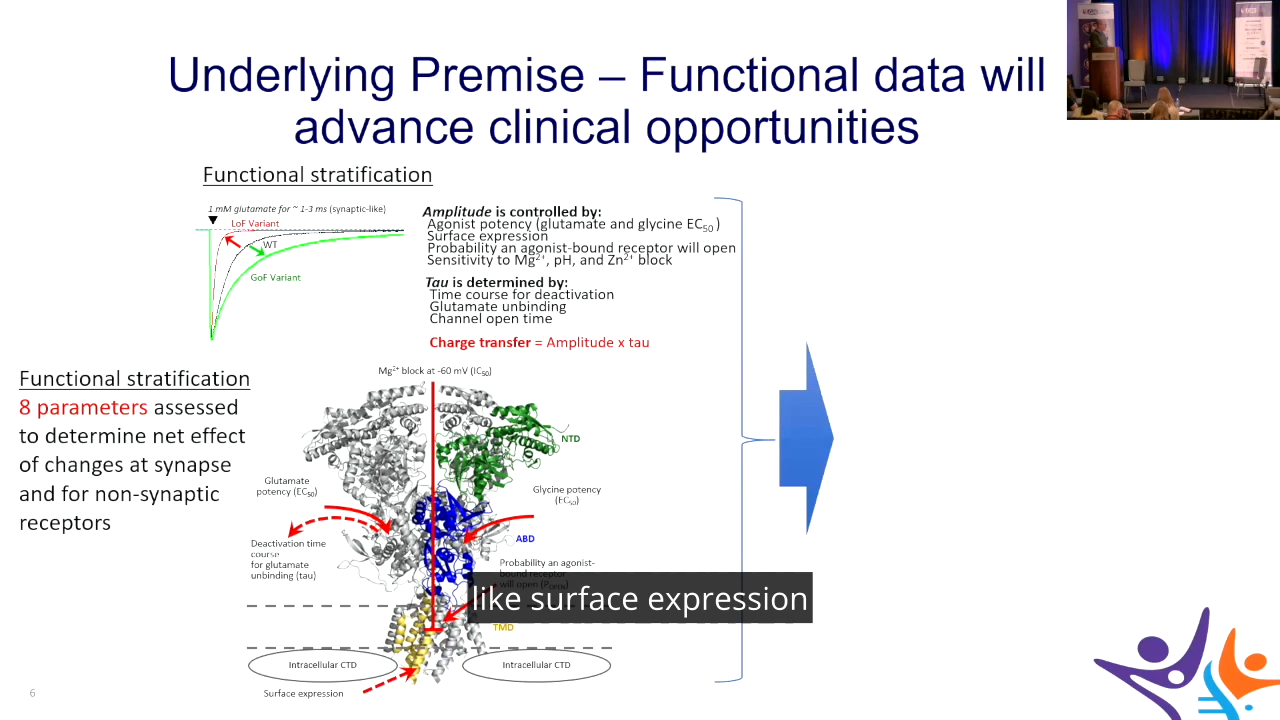 Underlying Premise – Functional data will
advance clinical opportunities
Functional stratification
1 mM glutamate for ~ 1-3 ms (synaptic-like)
LoF Variant
WT
GoF Variant
Amplitude is controlled by:
Agonist potency (glutamate and glycine EC50)
Surface expression
Probability an agonist-bound receptor will open
Sensitivity to Mg2+, pH, and Zn2+ block
Tau is determined by:
Time course for deactivation
Glutamate unbinding
Channel open time
Charge transfer = Amplitude x tau
Functional stratification
8 parameters assessed
to determine net effect
of changes at synapse
and for non-synaptic
receptors
Mg2+ block at -60 mV (IC50)
NTD
Glutamate
potency (EC50)
Glycine potency
(EC50)
Deactivation time
course
for glutamate
unbinding (tau)
ABD
Probability an agonist-
bound receptor
will open (POPEN)
like surface expression
TMD
Intracellular CTD
Intracellular CTD
Surface expression
6